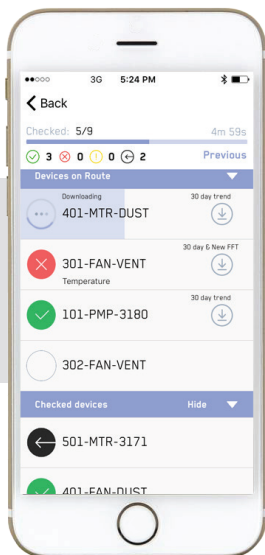 3G 5:24 PM
Back
Checked: 5/9 4m 59s
3 0 0 2 Previous
Devices on Route
Downloading 30 day trend
401-MTR-DUST
30 day & New FFT
301-FAN-VENT
Temperature
30 day trend
101-PMP-3180
302-FAN-VENT
Checked devices Hide
501-MTR-3171
401-FAN-DUST